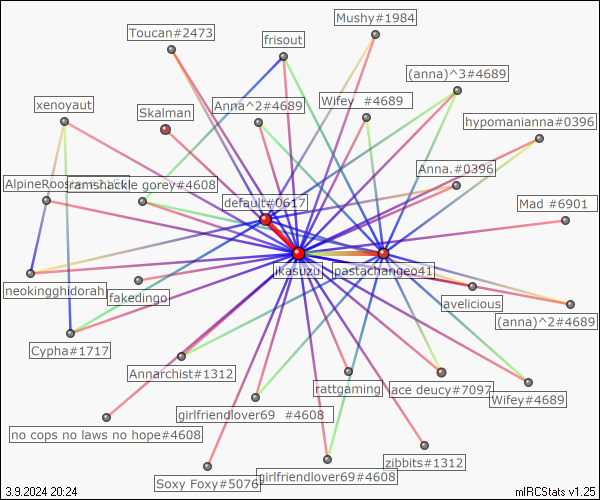 Mushy#1984
Toucan#2473
frisout
(anna)^3#4689
xenoyaut
Anna^2#4689
Wifey  #4689
Skalman
hypomanianna#0396
Anna.#0396
ramshackle gorey#4608
default#0617
Mad #6901
ikasuzu
pastachangeo41
neokingghidorah
fakedingo
avelicious
(anna)^2#4689
Cypha#1717
Annarchist#1312
rattgaming
lace deucy#7097
Wifey#4689
girlfriendlover69  #4608
no cops no laws no hope#4608
zibbits#1312
Soxy Foxy#5076
girlfriendlover69#4608
3.9.2024 20:24
mIRCStats v1.25